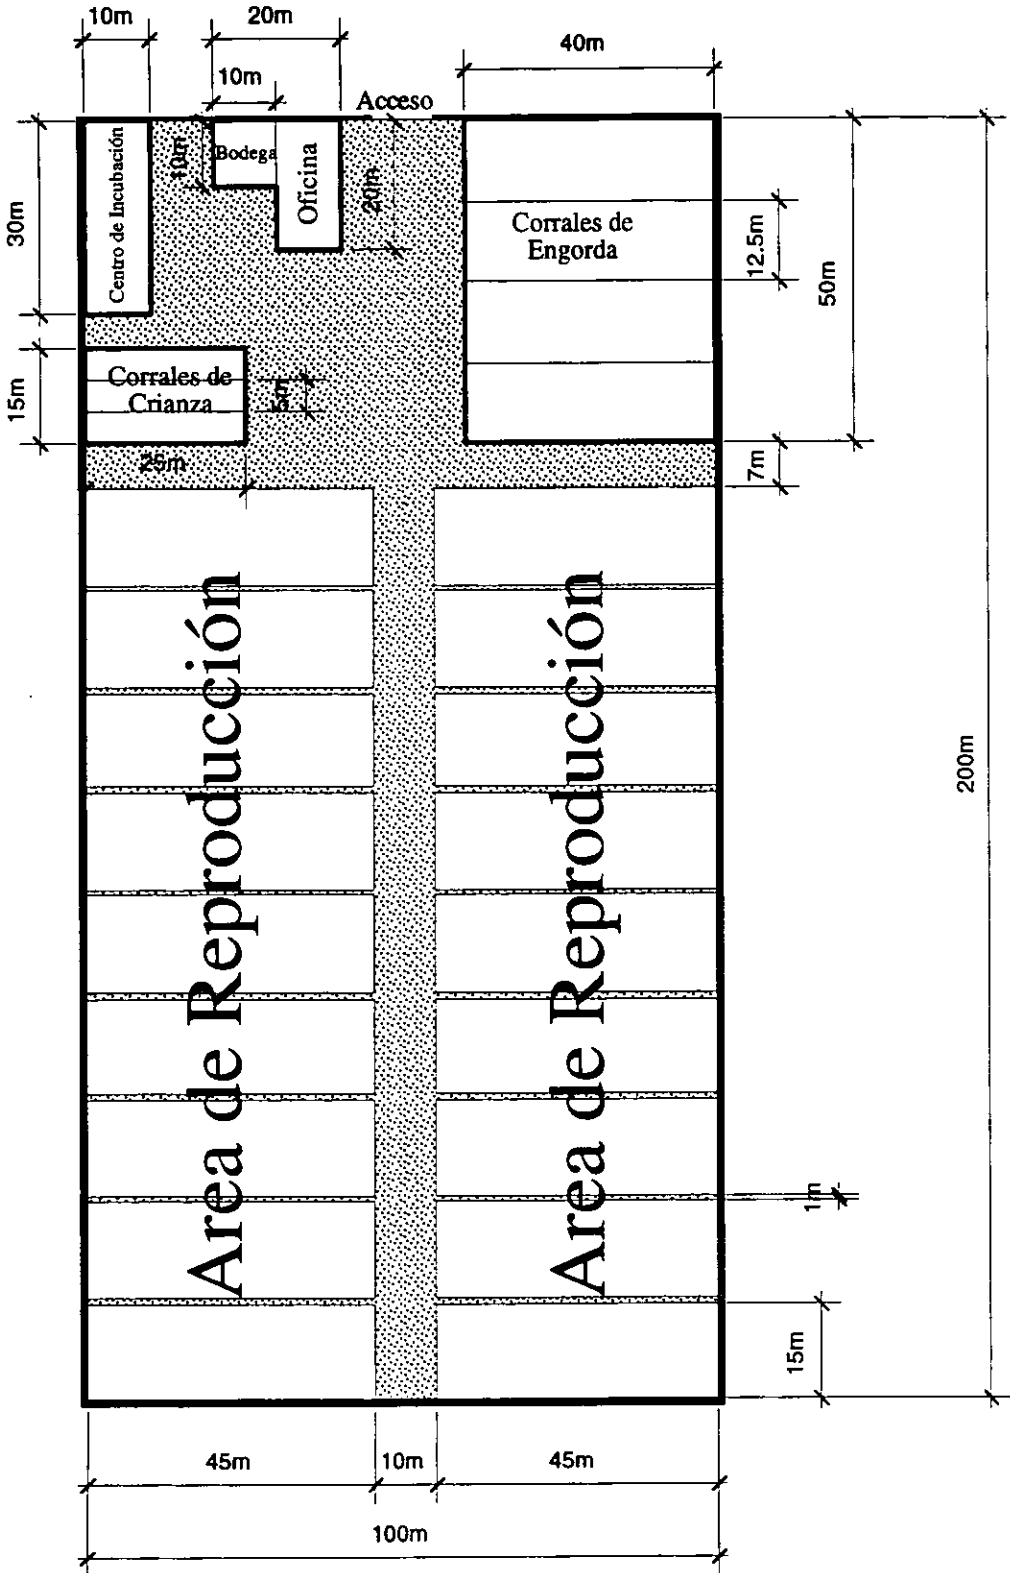 10m
20m
40m
10m
Acceso
Bodega
10m
Oficina
20m
Centro de Incubación
30m
Corrales de
Engorda
12.5m
50m
Corrales de
Crianza
5m
15m
25m
7m
Area de Reproducción
Area de Reproducción
200m
1m
15m
45m
10m
45m
100m